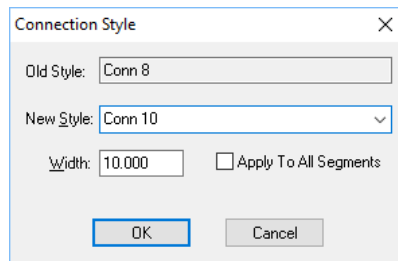 Connection Style
Old Style: Conn 8
New Style: Conn 10
Width: 10.000 Apply To All Segments
OK Cancel